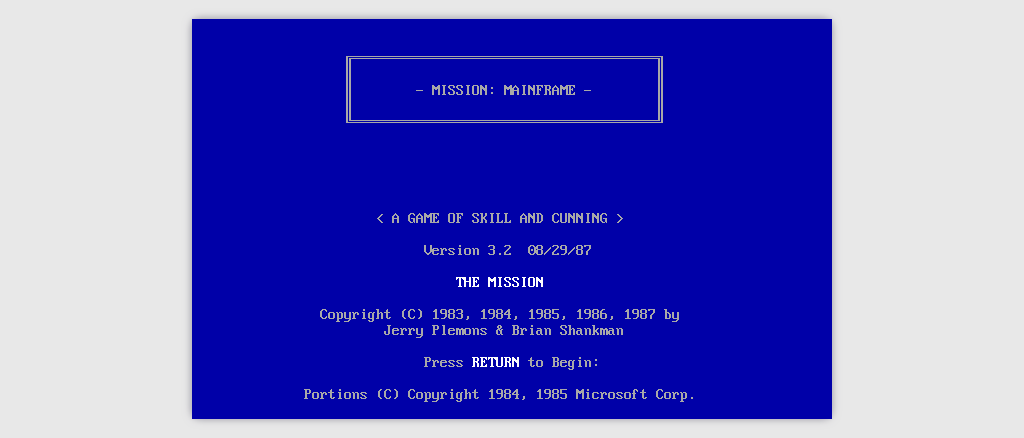 - MISSION: MAINFRAME -
< A GAME OF SKILL AND CUNNING >
Version 3.2  08/29/87
THE MISSION
Copyright (C) 1983, 1984, 1985, 1986, 1987 by
Jerry Plemons & Brian Shankman
Press RETURN to Begin:
Portions (C) Copyright 1984, 1985 Microsoft Corp.